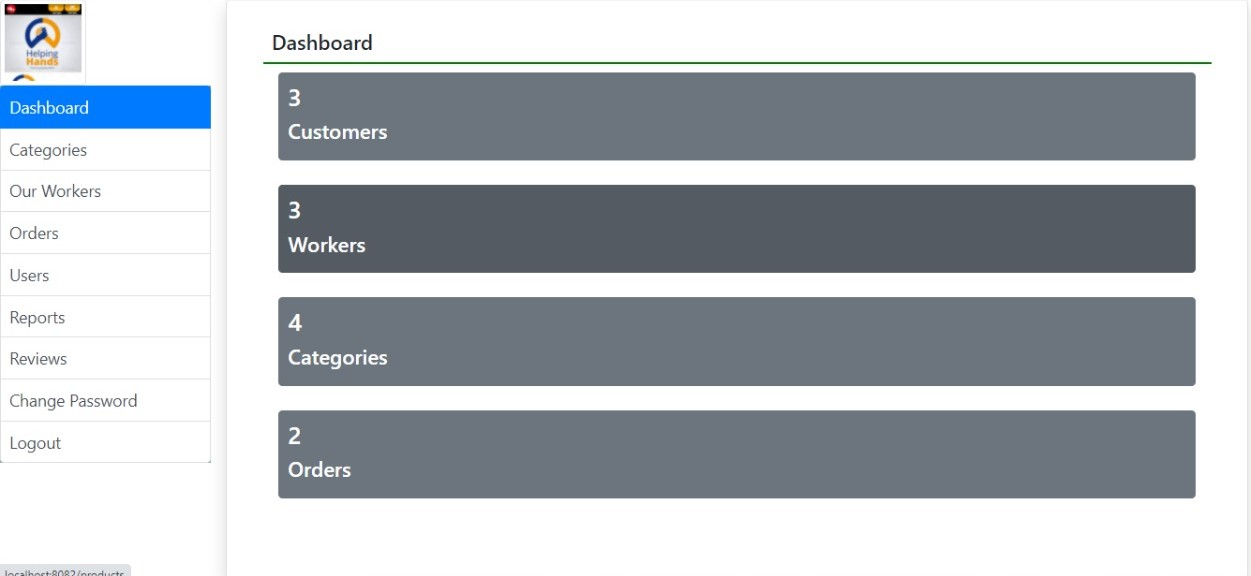 Helping
Hands
Dashboard
Categories
Our Workers
Orders
Users
Reports
Reviews
Change Password
Logout
Dashboard
3
Customers
3
Workers
4
Categories
2
Orders
localhost:8082/products